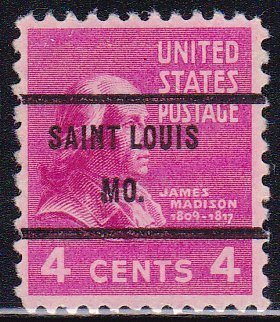 UNITED
STATES
POSTAGE
SAINT LOUIS
MO.
JAMES
MADISON
1809-1817
4 CENTS 4